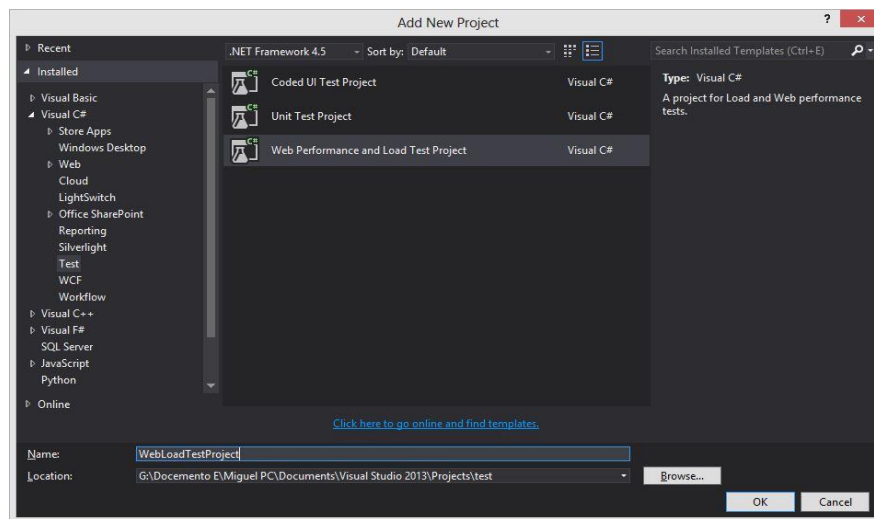 Add New Project
?
Recent
.NET Framework 4.5 Sort by: Default
Search Installed Templates (Ctrl+E)
Installed
Visual Basic
Visual C#
Store Apps
Windows Desktop
Web
Cloud
LightSwitch
Office SharePoint
Reporting
Silverlight
Test
WCF
Workflow
Visual C++
Visual F#
SQL Server
JavaScript
Python
Online
C# Coded UI Test Project Visual C#
C# Unit Test Project Visual C#
C# Web Performance and Load Test Project Visual C#
Click here to go online and find templates.
Type: Visual C#
A project for Load and Web performance
tests.
Name: WebLoadTestProject
Location: G:\Docemento E\Miguel PC\Documents\Visual Studio 2013\Projects\test Browse...
OK Cancel